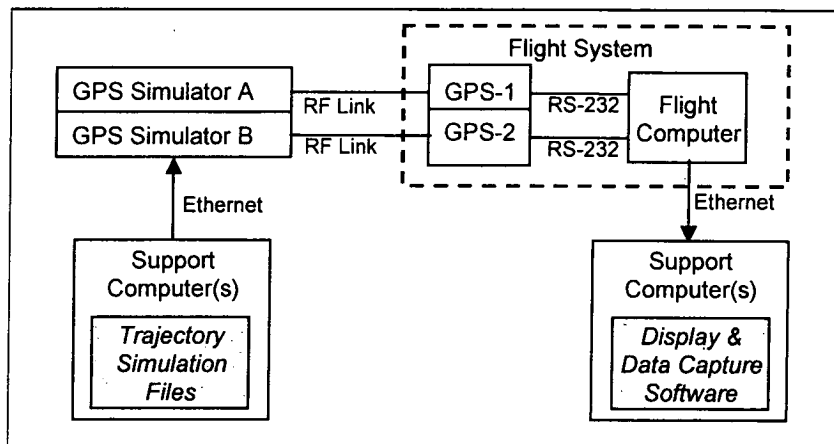 Flight System
GPS Simulator A
RF Link
GPS-1
RS-232
Flight
Computer
GPS Simulator B
RF Link
GPS-2
RS-232
Ethernet
Ethernet
Support
Computer(s)
Trajectory
Simulation
Files
Support
Computer(s)
Display &
Data Capture
Software